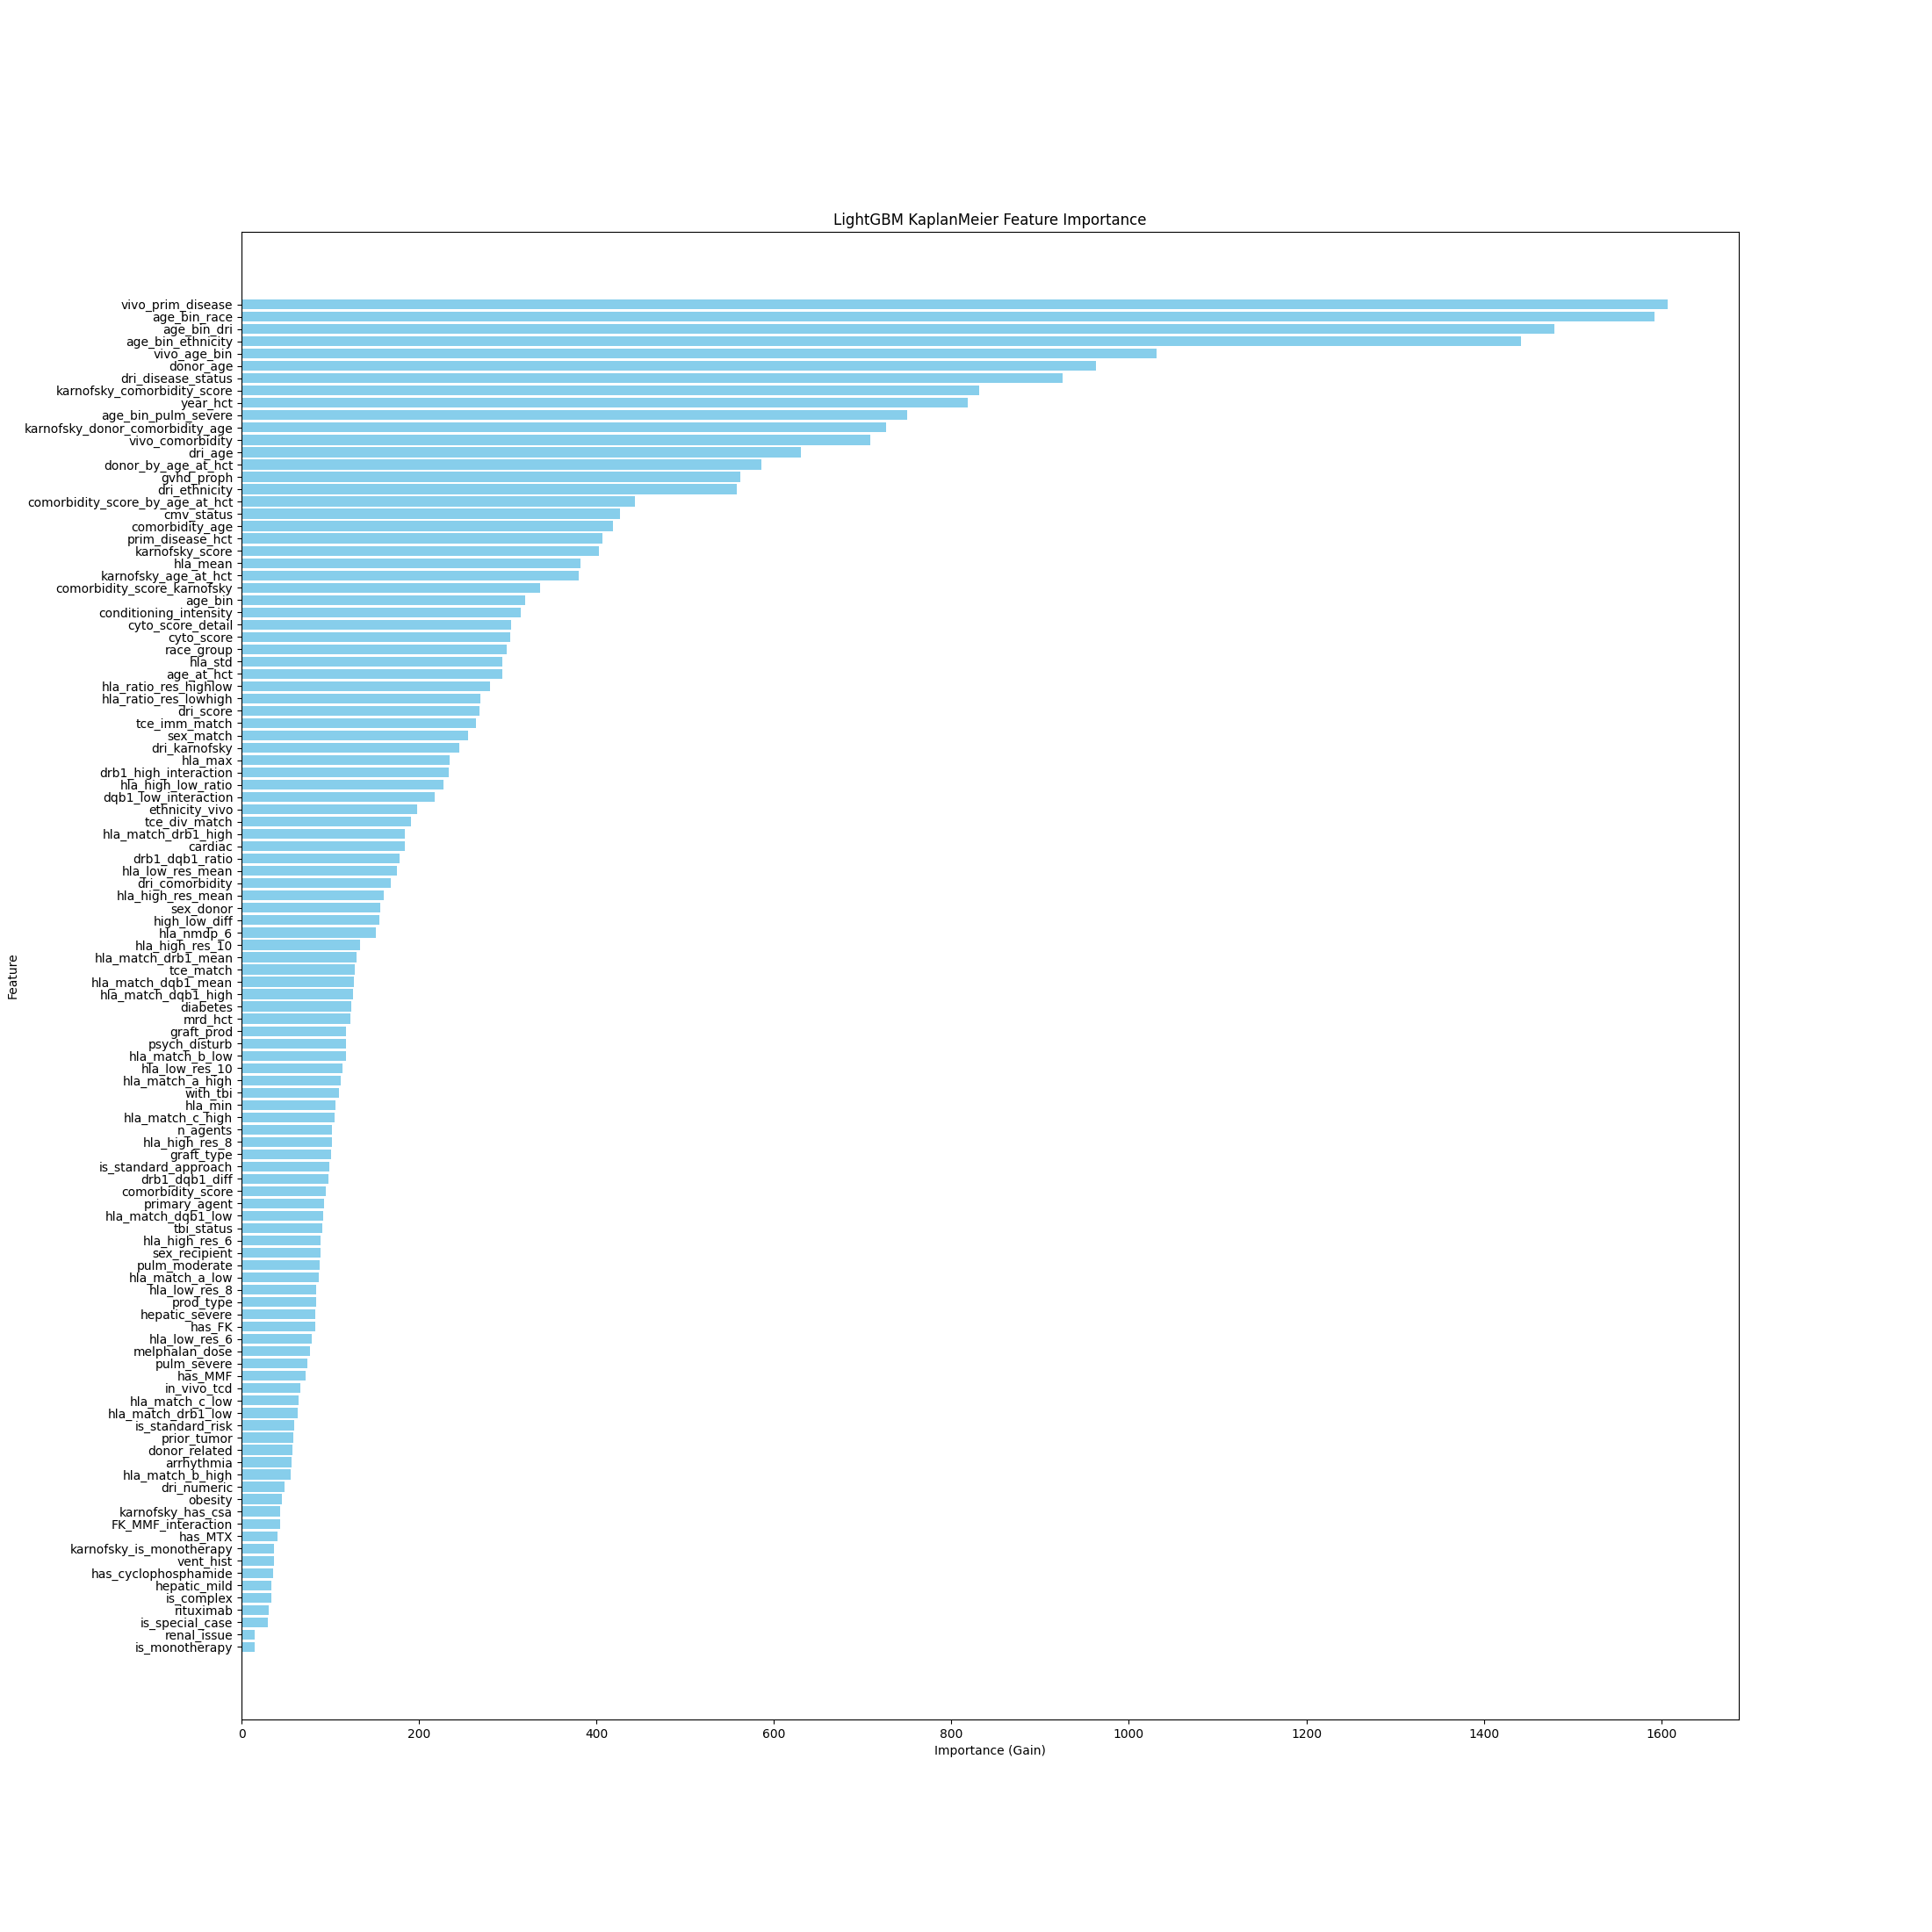 LightGBM KaplanMeier Feature Importance
vivo_prim_disease
age_bin_race
age_bin_dri
age_bin_ethnicity
vivo_age_bin
donor_age
dri_disease_status
karnofsky_comorbidity_score
year_hct
age_bin_pulm_severe
karnofsky_donor_comorbidity_age
vivo_comorbidity
dri_age
donor_by_age_at_hct
gvhd_proph
dri_ethnicity
comorbidity_score_by_age_at_hct
cmv_status
comorbidity_age
prim_disease_hct
karnofsky_score
hla_mean
karnofsky_age_at_hct
comorbidity_score_karnofsky
age_bin
conditioning_intensity
cyto_score_detail
cyto_score
race_group
hla_std
age_at_hct
hla_ratio_res_highlow
hla_ratio_res_lowhigh
dri_score
tce_imm_match
sex_match
dri_karnofsky
hla_max
drb1_high_interaction
hla_high_low_ratio
dqb1_low_interaction
ethnicity_vivo
tce_div_match
hla_match_drb1_high
cardiac
drb1_dqb1_ratio
hla_low_res_mean
dri_comorbidity
hla_high_res_mean
sex_donor
high_low_diff
hla_nmdp_6
hla_high_res_10
hla_match_drb1_mean
tce_match
hla_match_dqb1_mean
hla_match_dqb1_high
diabetes
mrd_hct
graft_prod
psych_disturb
hla_match_b_low
hla_low_res_10
hla_match_a_high
with_tbi
hla_min
hla_match_c_high
n_agents
hla_high_res_8
graft_type
is_standard_approach
drb1_dqb1_diff
comorbidity_score
primary_agent
hla_match_dqb1_low
tbi_status
hla_high_res_6
sex_recipient
pulm_moderate
hla_match_a_low
hla_low_res_8
prod_type
hepatic_severe
has_FK
hla_low_res_6
melphalan_dose
pulm_severe
has_MMF
in_vivo_tcd
hla_match_c_low
hla_match_drb1_low
is_standard_risk
prior_tumor
donor_related
arrhythmia
hla_match_b_high
dri_numeric
obesity
karnofsky_has_csa
FK_MMF_interaction
has_MTX
karnofsky_is_monotherapy
vent_hist
has_cyclophosphamide
hepatic_mild
is_complex
rituximab
is_special_case
renal_issue
is_monotherapy
Feature
0 200 400 600 800 1000 1200 1400 1600
Importance (Gain)